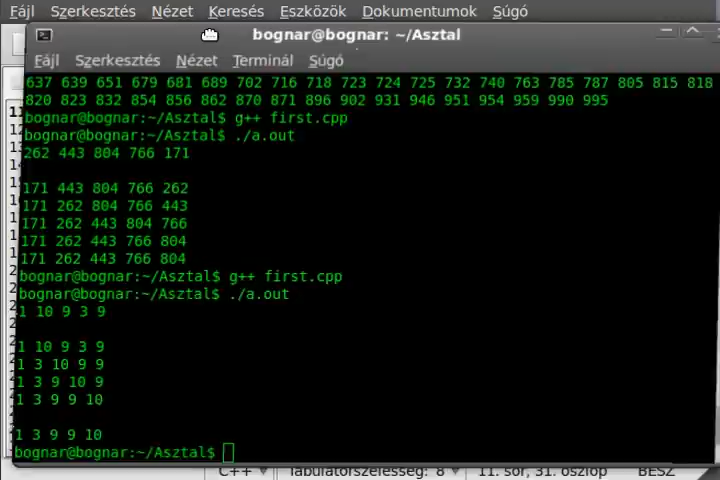 Fájl Szerkesztés Nézet Keresés Eszközök Dokumentumok Súgó
bognar@bognar: ~/Asztal
Fájl Szerkesztés Nézet Terminál Súgó
637 639 651 679 681 689 702 716 718 723 724 725 732 740 763 785 787 805 815 818
820 823 832 854 856 862 870 871 896 902 931 946 951 954 959 990 995
bognar@bognar:~/Asztal$ g++ first.cpp
bognar@bognar:~/Asztal$ ./a.out
262 443 804 766 171
171 443 804 766 262
171 262 804 766 443
171 262 443 804 766
171 262 443 766 804
171 262 443 766 804
bognar@bognar:~/Asztal$ g++ first.cpp
bognar@bognar:~/Asztal$ ./a.out
1 10 9 3 9
1 10 9 3 9
1 3 10 9 9
1 3 9 10 9
1 3 9 9 10
1 3 9 9 10
bognar@bognar:~/Asztal$
C++ Tabulátorszélesség: 8 11. sor, 31. oszlop BESZ